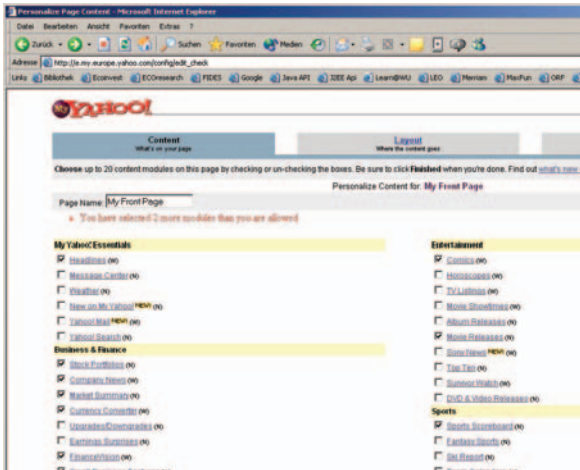 Personalize Page Content - Microsoft Internet Explorer
Datei Bearbeiten Ansicht Favoriten Extras ?
Zurück Suchen Favoriten Medien
Adresse http://e.my.europe.yahoo.com/config/edit_check
Links Bibliothek Ecoinvest ECOresearch FIDES Google Java API J2EE Api Learn@WU LEO Merriam MaxFun ORF
My YAHOO!
Content Layout
What's on your page Where the content goes
Choose up to 20 content modules on this page by checking or un-checking the boxes. Be sure to click Finished when you're done. Find out what's new
Personalize Content for: My Front Page
Page Name: My Front Page
You have selected 2 more modules than you are allowed
My Yahoo! Essentials
Headlines (W)
Message Center (N)
Weather (N)
New on My Yahoo! NEW! (W)
Yahoo! Mail NEW! (W)
Yahoo! Search (N)
Business & Finance
Stock Portfolios (N)
Company News (W)
Market Summary (N)
Currency Converter (W)
Upgrades/Downgrades (N)
Earnings Surprises (N)
FinanceVision (W)
Entertainment
Comics (W)
Horoscopes (W)
TV Listings (W)
Movie Showtimes (W)
Album Releases (N)
Movie Releases (N)
Sony News NEW! (W)
Top Ten (N)
Survivor Watch (N)
DVD & Video Releases (N)
Sports
Sports Scoreboard (N)
Fantasy Sports (N)
Ski Report (N)